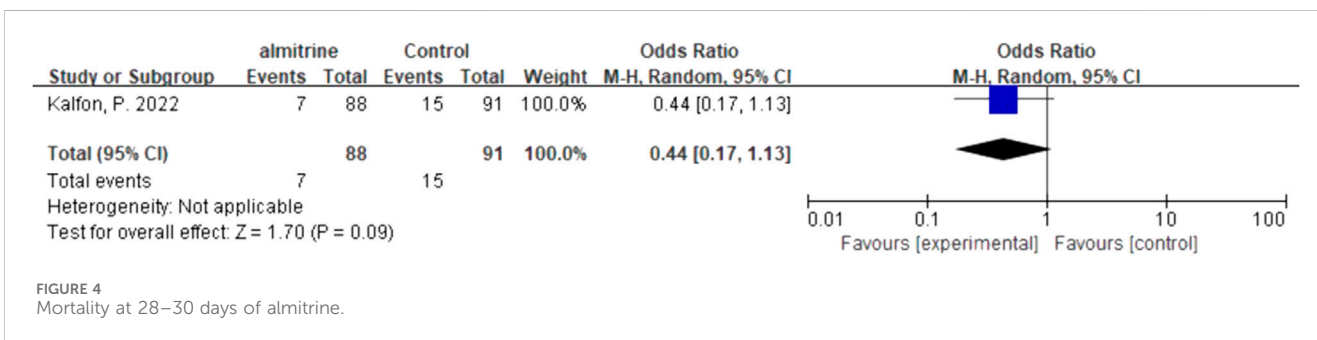 almitrine Control Odds Ratio Odds Ratio
Study or Subgroup Events Total Events Total Weight M-H, Random, 95% CI M-H, Random, 95% CI
Kalfon, P. 2022 7 88 15 91 100.0% 0.44 [0.17, 1.13]
Total (95% CI) 88 91 100.0% 0.44 [0.17, 1.13]
Total events 7 15
Heterogeneity: Not applicable
Test for overall effect: Z = 1.70 (P = 0.09)
0.01 0.1 1 10 100
Favours [experimental] Favours [control]
FIGURE 4
Mortality at 28–30 days of almitrine.